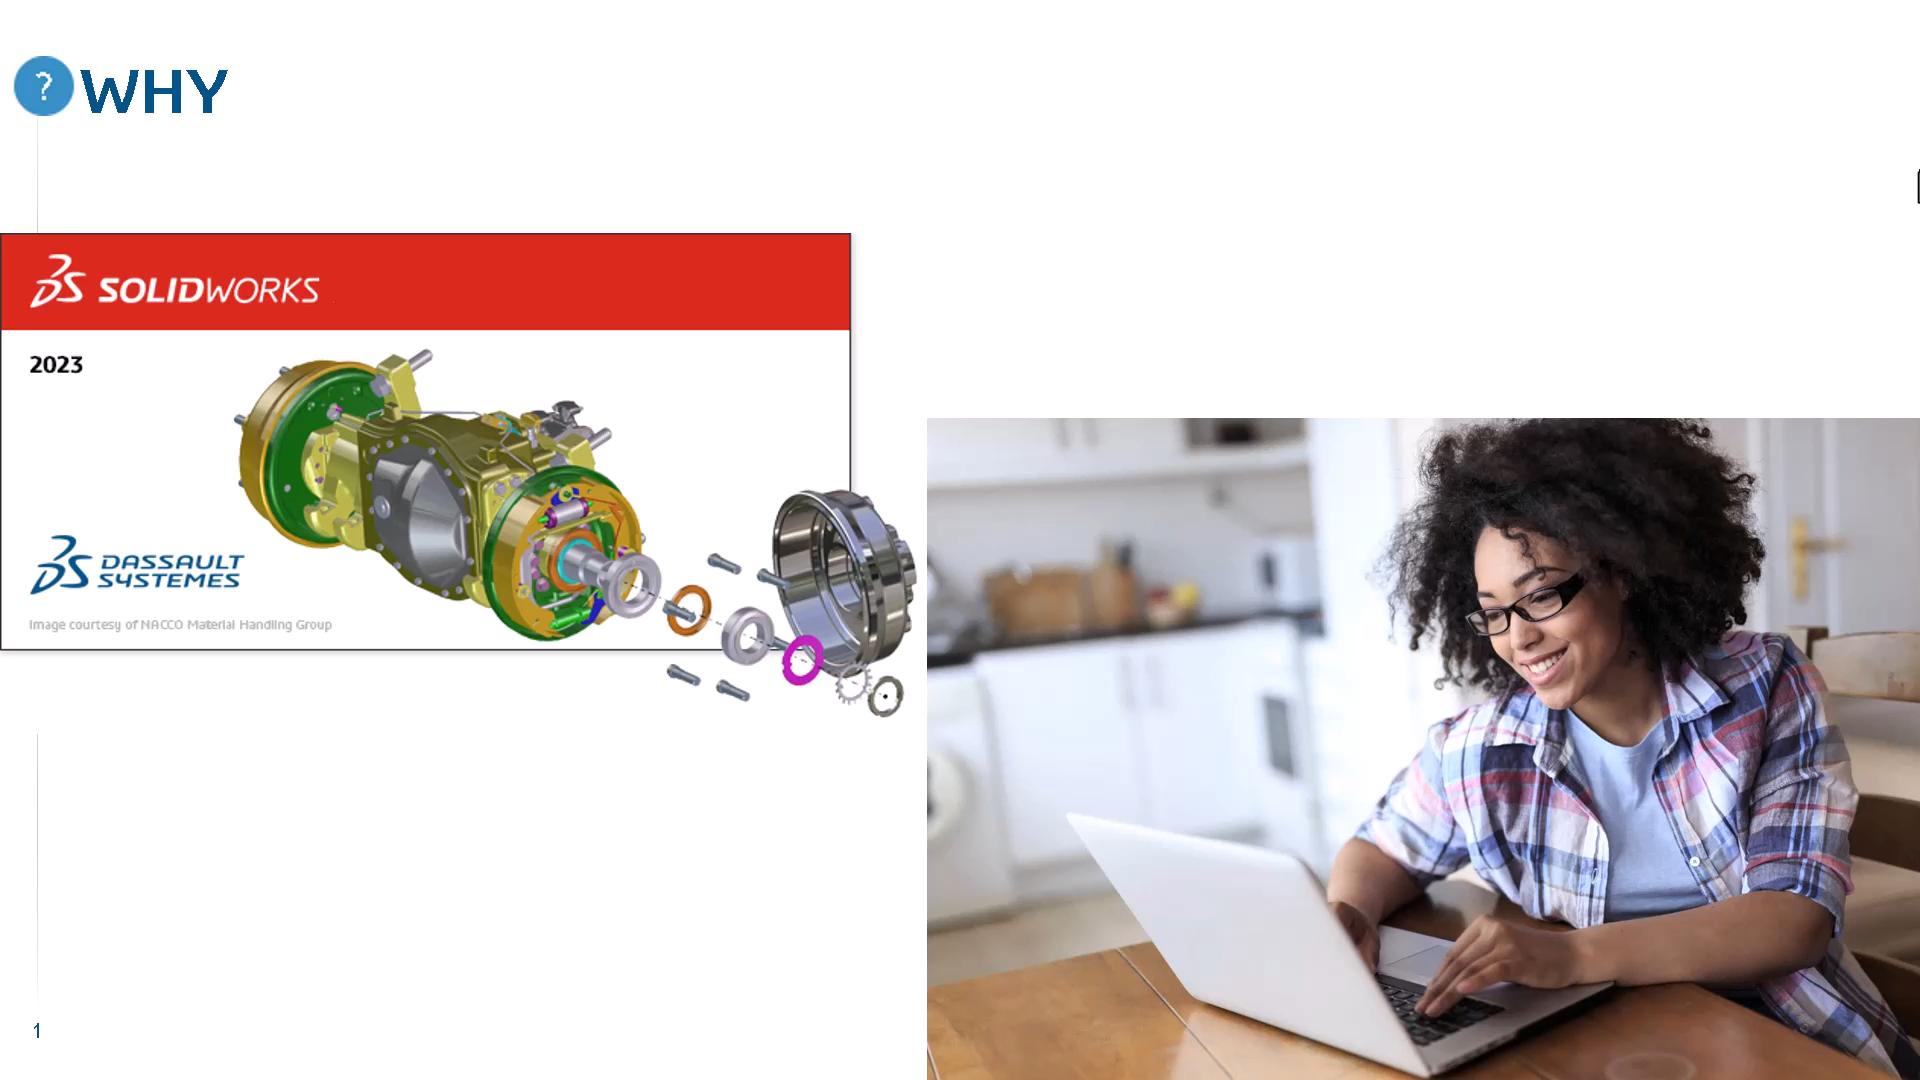 ?
WHY
SOLIDWORKS
2023
DASSAULT
SYSTEMES
Image courtesy of NACCO Material Handling Group
1